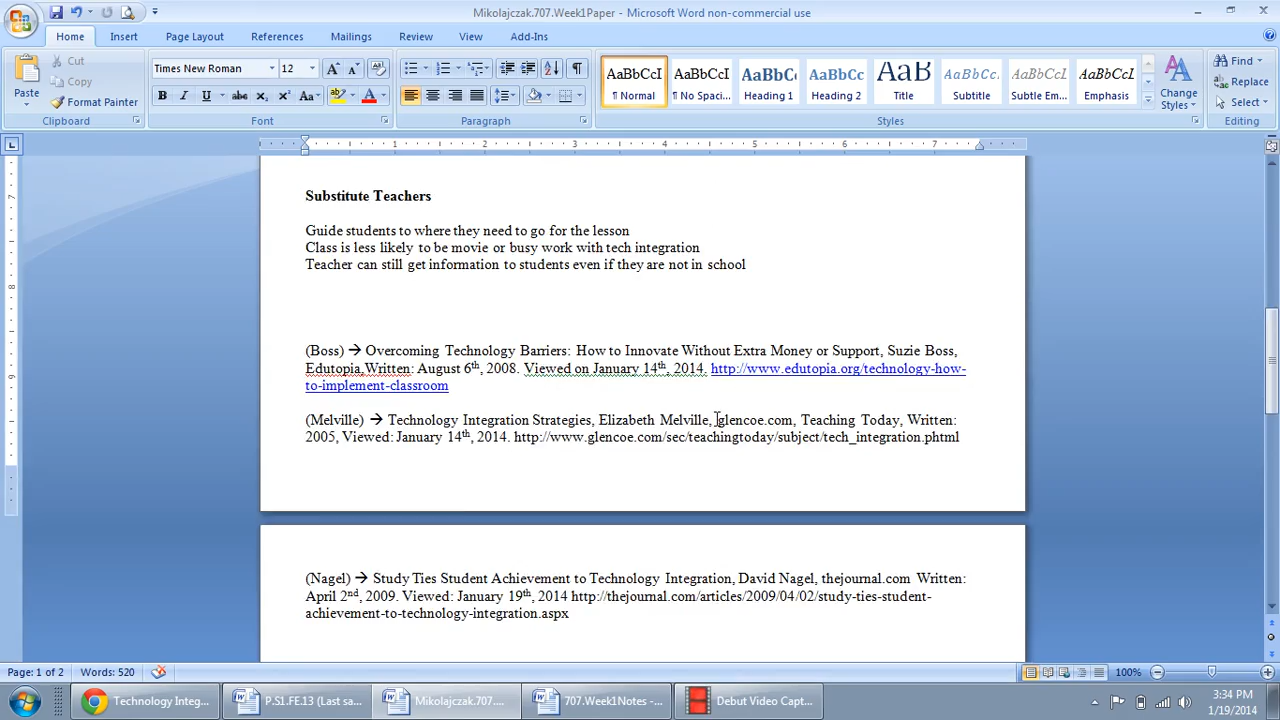 Mikolajczak.707.Week1Paper - Microsoft Word non-commercial use
Home Insert Page Layout References Mailings Review View Add-Ins
Paste
Cut
Copy
Format Painter
Clipboard
Times New Roman 12
Font
Paragraph
AaBbCcI AaBbCcI AaBbC AaBbCc AaB AaBbCcI AaBbCcI AaBbCcI
¶ Normal ¶ No Spaci... Heading 1 Heading 2 Title Subtitle Subtle Em... Emphasis
Change Styles
Styles
Find
Replace
Select
Editing
1 2 3 4 5 6 7
Substitute Teachers
Guide students to where they need to go for the lesson
Class is less likely to be movie or busy work with tech integration
Teacher can still get information to students even if they are not in school
(Boss) → Overcoming Technology Barriers: How to Innovate Without Extra Money or Support, Suzie Boss,
Edutopia,Written: August 6th, 2008. Viewed on January 14th, 2014. http://www.edutopia.org/technology-how-
to-implement-classroom
(Melville) → Technology Integration Strategies, Elizabeth Melville, glencoe.com, Teaching Today, Written:
2005, Viewed: January 14th, 2014. http://www.glencoe.com/sec/teachingtoday/subject/tech_integration.phtml
(Nagel) → Study Ties Student Achievement to Technology Integration, David Nagel, thejournal.com Written:
April 2nd, 2009. Viewed: January 19th, 2014 http://thejournal.com/articles/2009/04/02/study-ties-student-
achievement-to-technology-integration.aspx
Page: 1 of 2 Words: 520 100%
Technology Integ... P.S1.FE.13 (Last sa... Mikolajczak.707.... 707.Week1Notes -... Debut Video Capt...
3:34 PM
1/19/2014